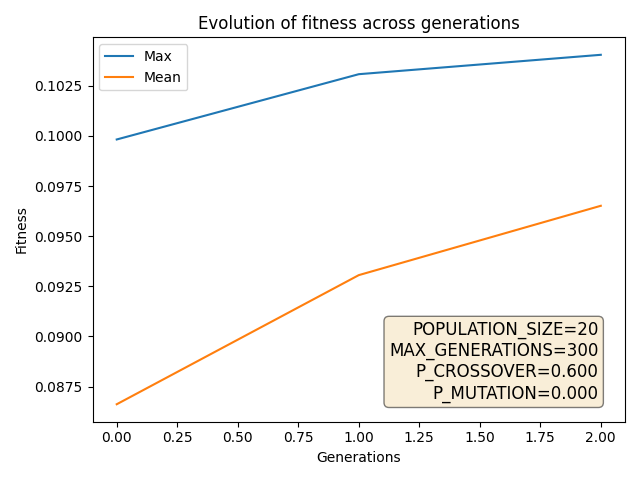 Evolution of fitness across generations
Max
Mean
Fitness
0.1025
0.1000
0.0975
0.0950
0.0925
0.0900
0.0875
POPULATION_SIZE=20
MAX_GENERATIONS=300
P_CROSSOVER=0.600
P_MUTATION=0.000
0.00 0.25 0.50 0.75 1.00 1.25 1.50 1.75 2.00
Generations